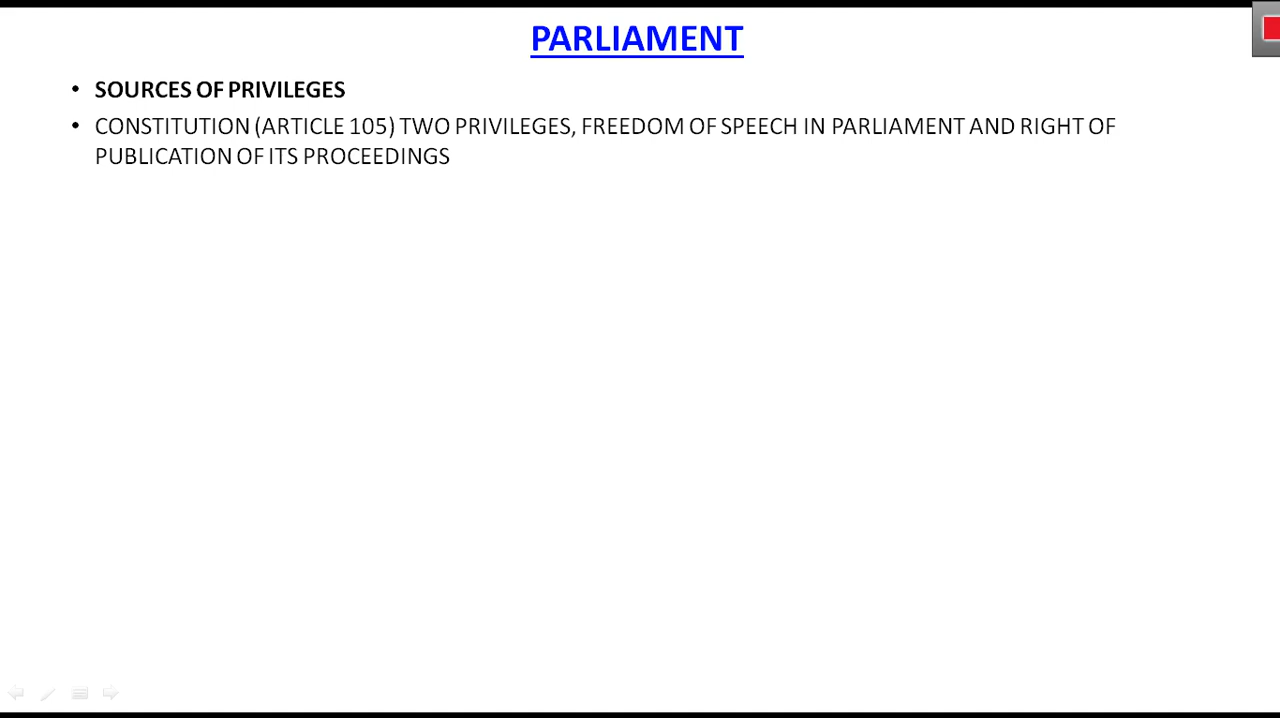 PARLIAMENT
• SOURCES OF PRIVILEGES
• CONSTITUTION (ARTICLE 105) TWO PRIVILEGES, FREEDOM OF SPEECH IN PARLIAMENT AND RIGHT OF
PUBLICATION OF ITS PROCEEDINGS